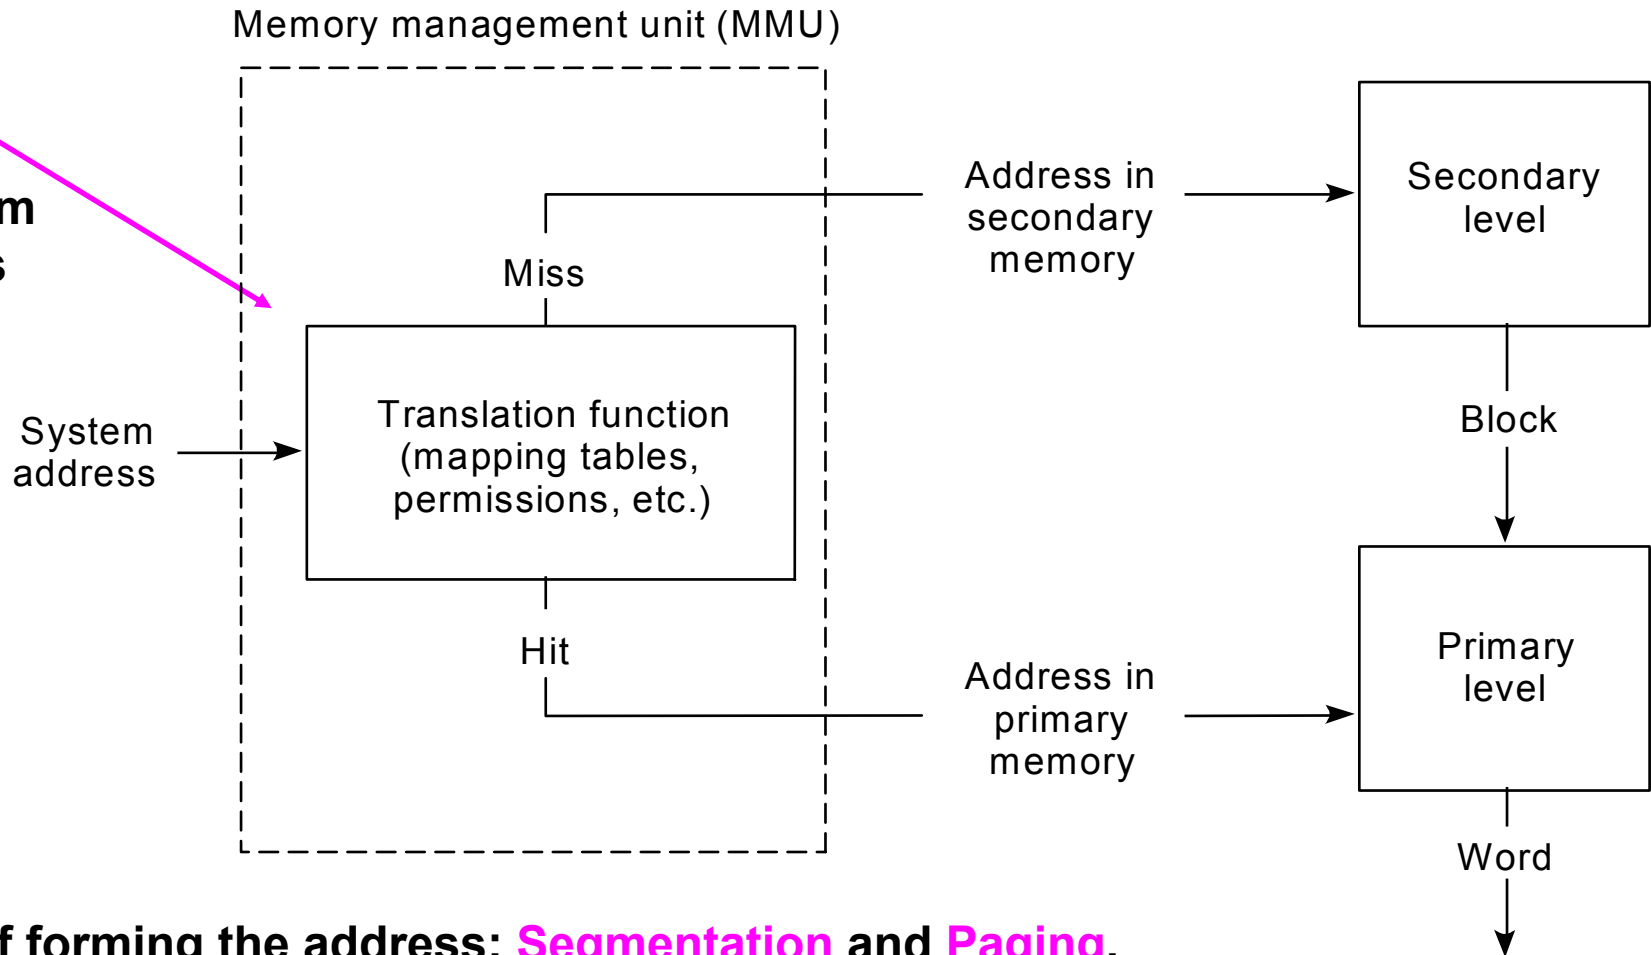 Memory management unit (MMU)
Address in
secondary
memory
Secondary
level
Miss
System
address
Translation function
(mapping tables,
permissions, etc.)
Block
Hit
Address in
primary
memory
Primary
level
Word
forming the address: Segmentation and Paging.